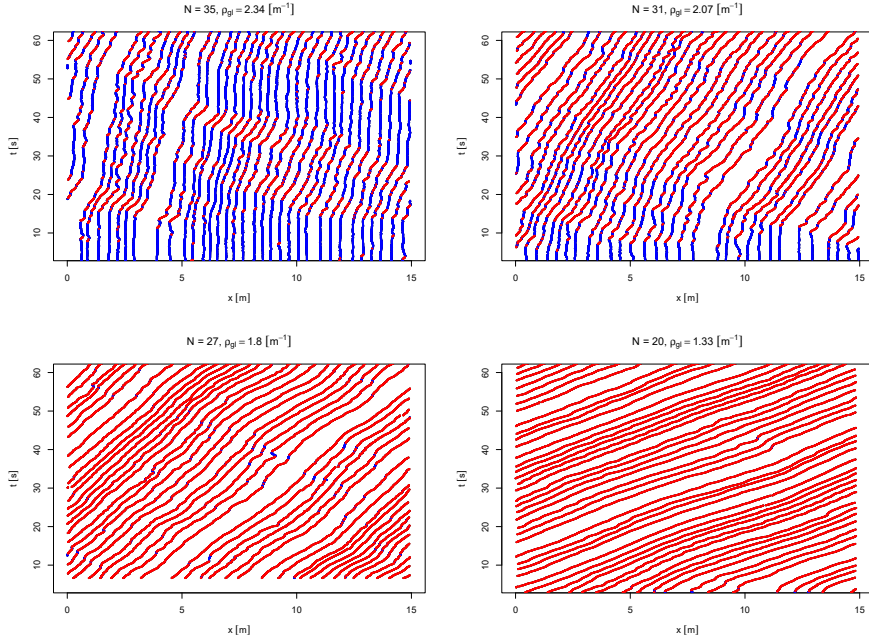 N = 35, ρgl = 2.34 [m−1]
t [s]
60
50
40
30
20
10
0 5 10 15
x [m]
N = 31, ρgl = 2.07 [m−1]
t [s]
60
50
40
30
20
10
0 5 10 15
x [m]
N = 27, ρgl = 1.8 [m−1]
t [s]
60
50
40
30
20
10
0 5 10 15
x [m]
N = 20, ρgl = 1.33 [m−1]
t [s]
60
50
40
30
20
10
0 5 10 15
x [m]